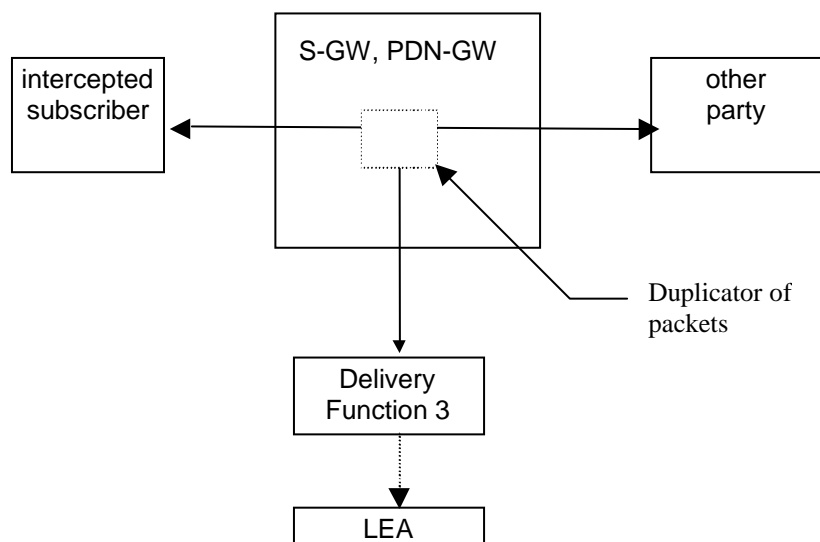 S-GW, PDN-GW
intercepted
subscriber
other
party
Duplicator of
packets
Delivery
Function 3
LEA